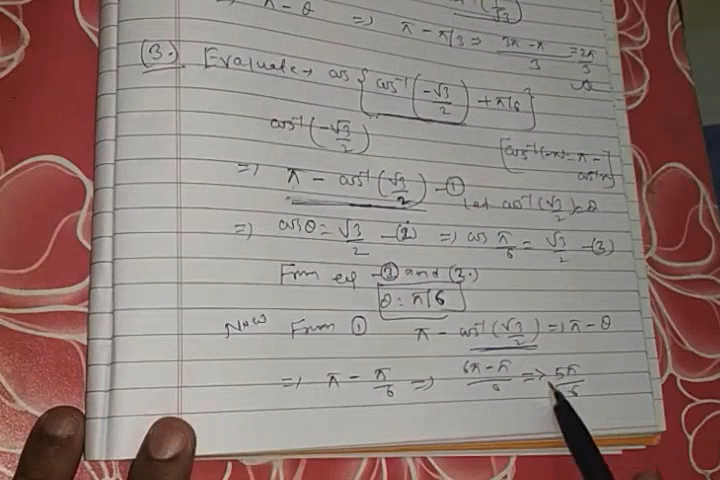 π - θ => π - π/3 => (3π - π)/3 = 2π/3
(3.) Evaluate → cos { cos⁻¹(-√3/2) + π/6 }
cos⁻¹(-√3/2)
[cos⁻¹(-x) = π - cos⁻¹x]
=> π - cos⁻¹(√3/2) - ① Let cos⁻¹(√3/2) = θ
=> cos θ = √3/2 - (2) => cos π/6 = √3/2 - (3)
From eq - ② and (3.)
θ = π/6
Now From ① π - cos⁻¹(√3/2) => π - θ
=> π - π/6 => (6π - π)/6 => 5π/6